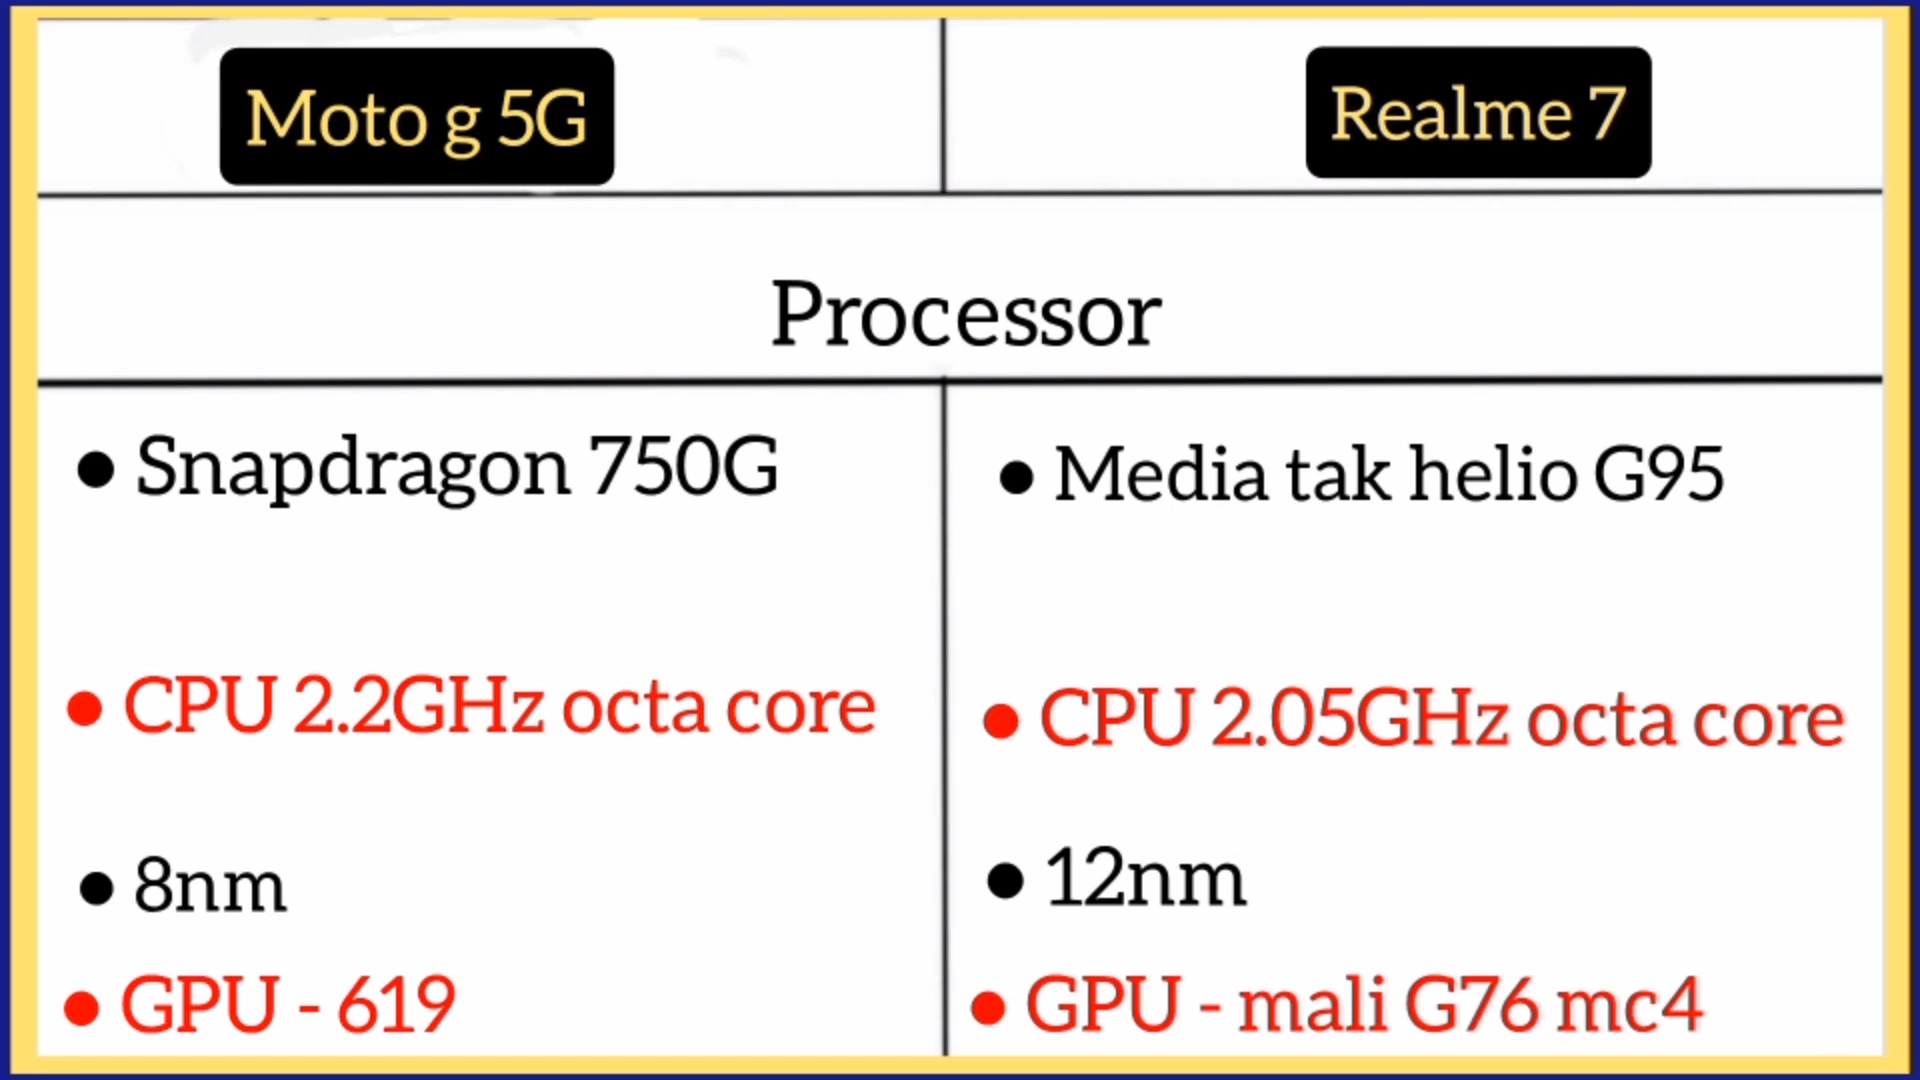 Moto g 5G
Realme 7
Processor
• Snapdragon 750G
• Media tak helio G95
• CPU 2.2GHz octa core
• CPU 2.05GHz octa core
• 8nm
• 12nm
• GPU - 619
• GPU - mali G76 mc4